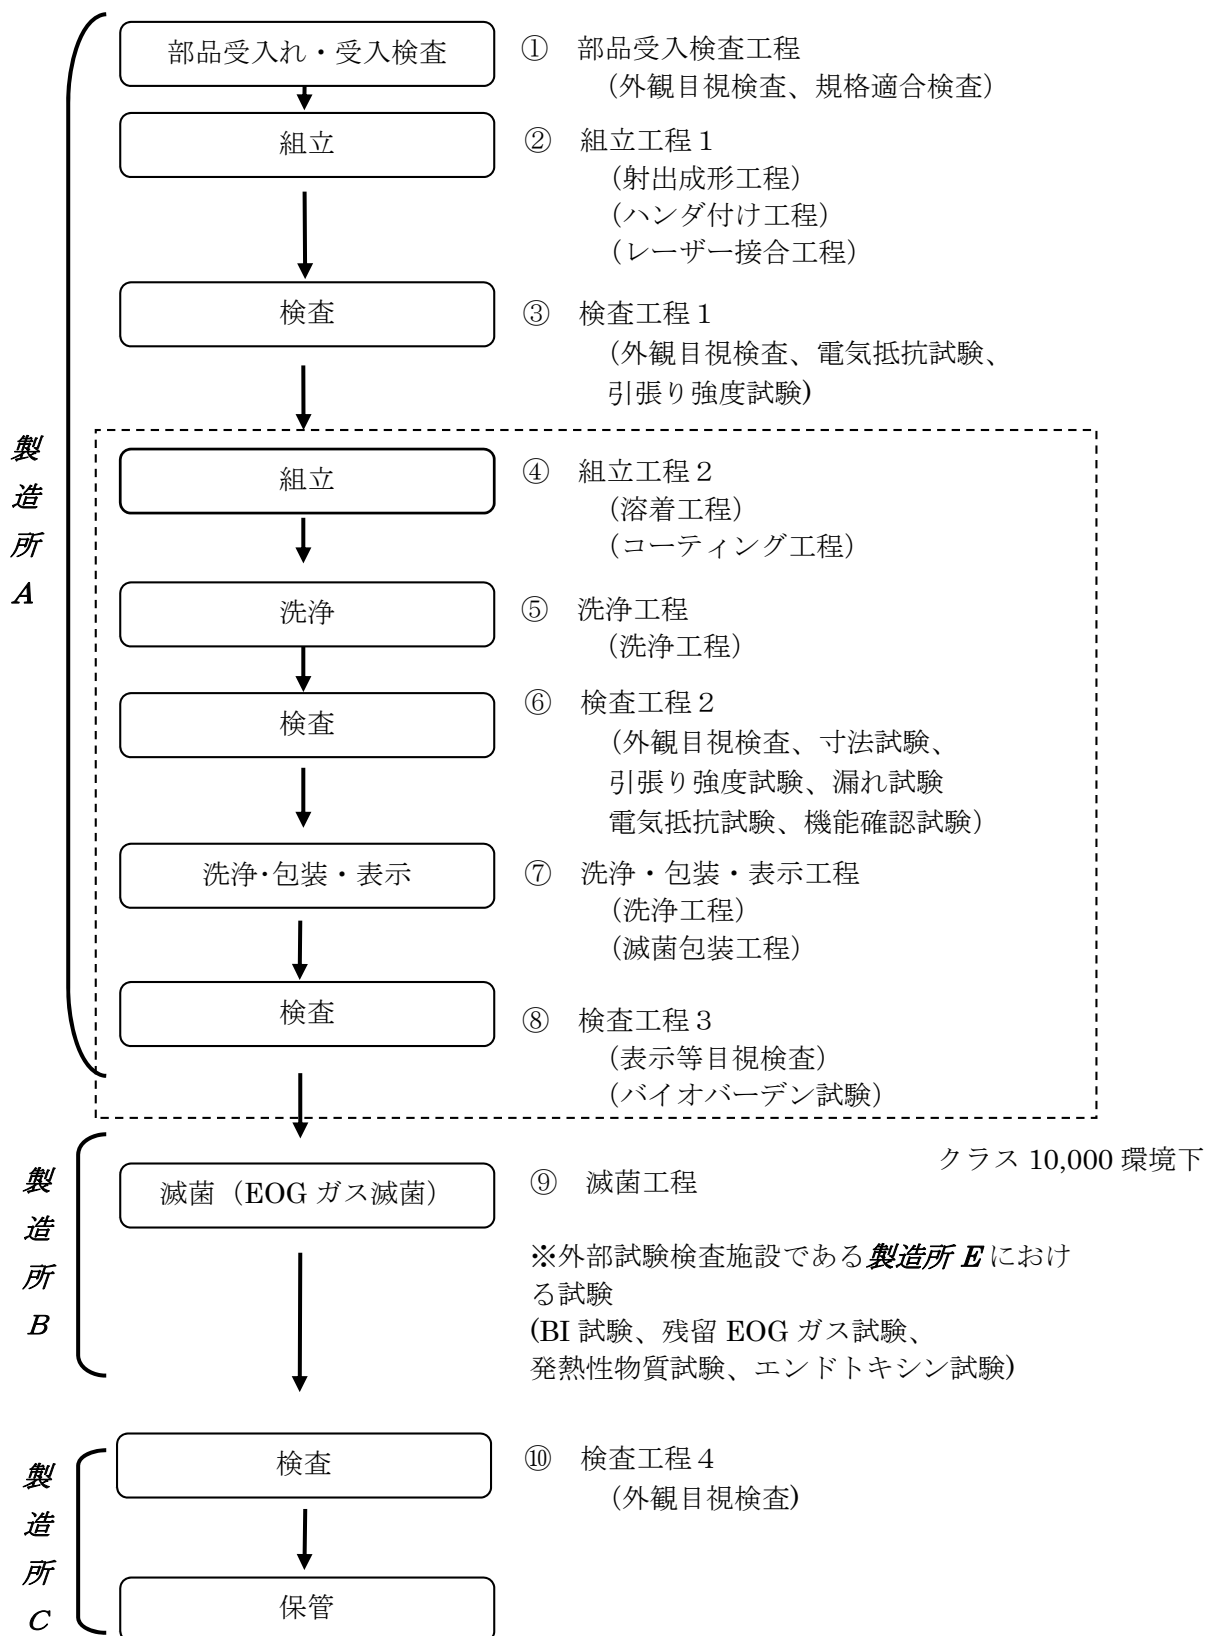 部品受入れ・受入検査
① 部品受入検査工程
（外観目視検査、規格適合検査）
組立
② 組立工程１
（射出成形工程）
（ハンダ付け工程）
（レーザー接合工程）
検査
③ 検査工程１
（外観目視検査、電気抵抗試験、
引張り強度試験)
製造所A
組立
④ 組立工程２
（溶着工程）
（コーティング工程）
洗浄
⑤ 洗浄工程
（洗浄工程）
検査
⑥ 検査工程２
（外観目視検査、寸法試験、
引張り強度試験、漏れ試験
電気抵抗試験、機能確認試験）
洗浄・包装・表示
⑦ 洗浄・包装・表示工程
（洗浄工程）
（滅菌包装工程）
検査
⑧ 検査工程３
（表示等目視検査）
（バイオバーデン試験）
クラス 10,000 環境下
製造所B
滅菌（EOG ガス滅菌）
⑨ 滅菌工程
※外部試験検査施設である製造所 E におけ
る試験
(BI 試験、残留 EOG ガス試験、
発熱性物質試験、エンドトキシン試験)
製造所C
検査
⑩ 検査工程４
（外観目視検査)
保管